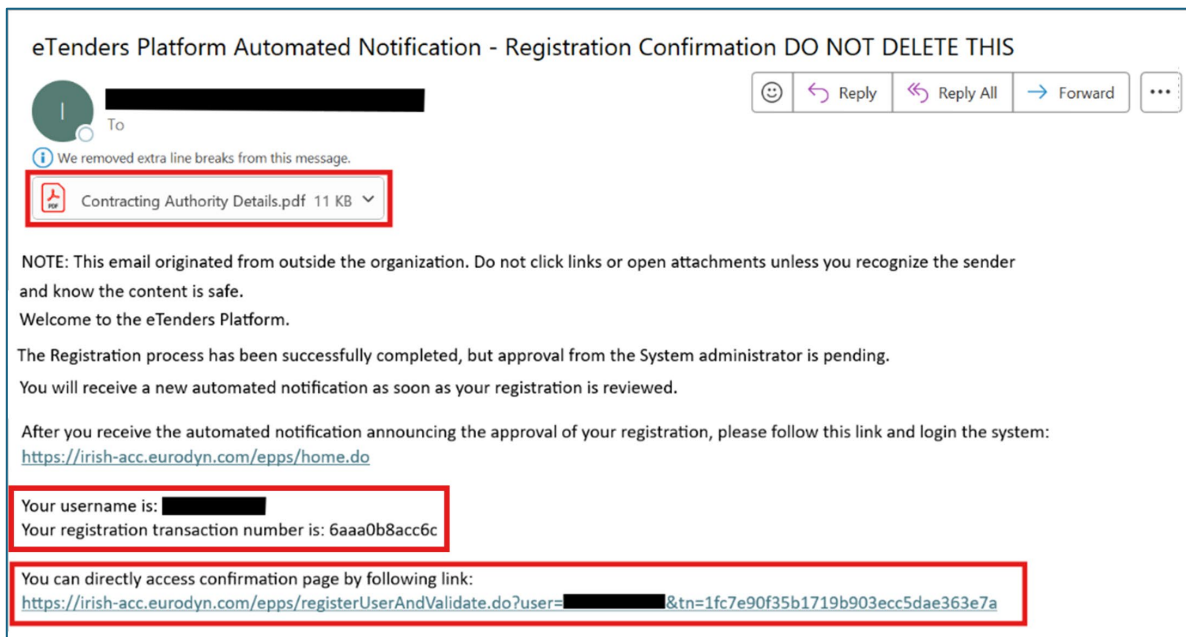 eTenders Platform Automated Notification - Registration Confirmation DO NOT DELETE THIS
I
Reply
Reply All
Forward
To
We removed extra line breaks from this message.
PDF
Contracting Authority Details.pdf 11 KB
NOTE: This email originated from outside the organization. Do not click links or open attachments unless you recognize the sender
and know the content is safe.
Welcome to the eTenders Platform.
The Registration process has been successfully completed, but approval from the System administrator is pending.
You will receive a new automated notification as soon as your registration is reviewed.
After you receive the automated notification announcing the approval of your registration, please follow this link and login the system:
https://irish-acc.eurodyn.com/epps/home.do
Your username is:
Your registration transaction number is: 6aaa0b8acc6c
You can directly access confirmation page by following link:
https://irish-acc.eurodyn.com/epps/registerUserAndValidate.do?user= &tn=1fc7e90f35b1719b903ecc5dae363e7a